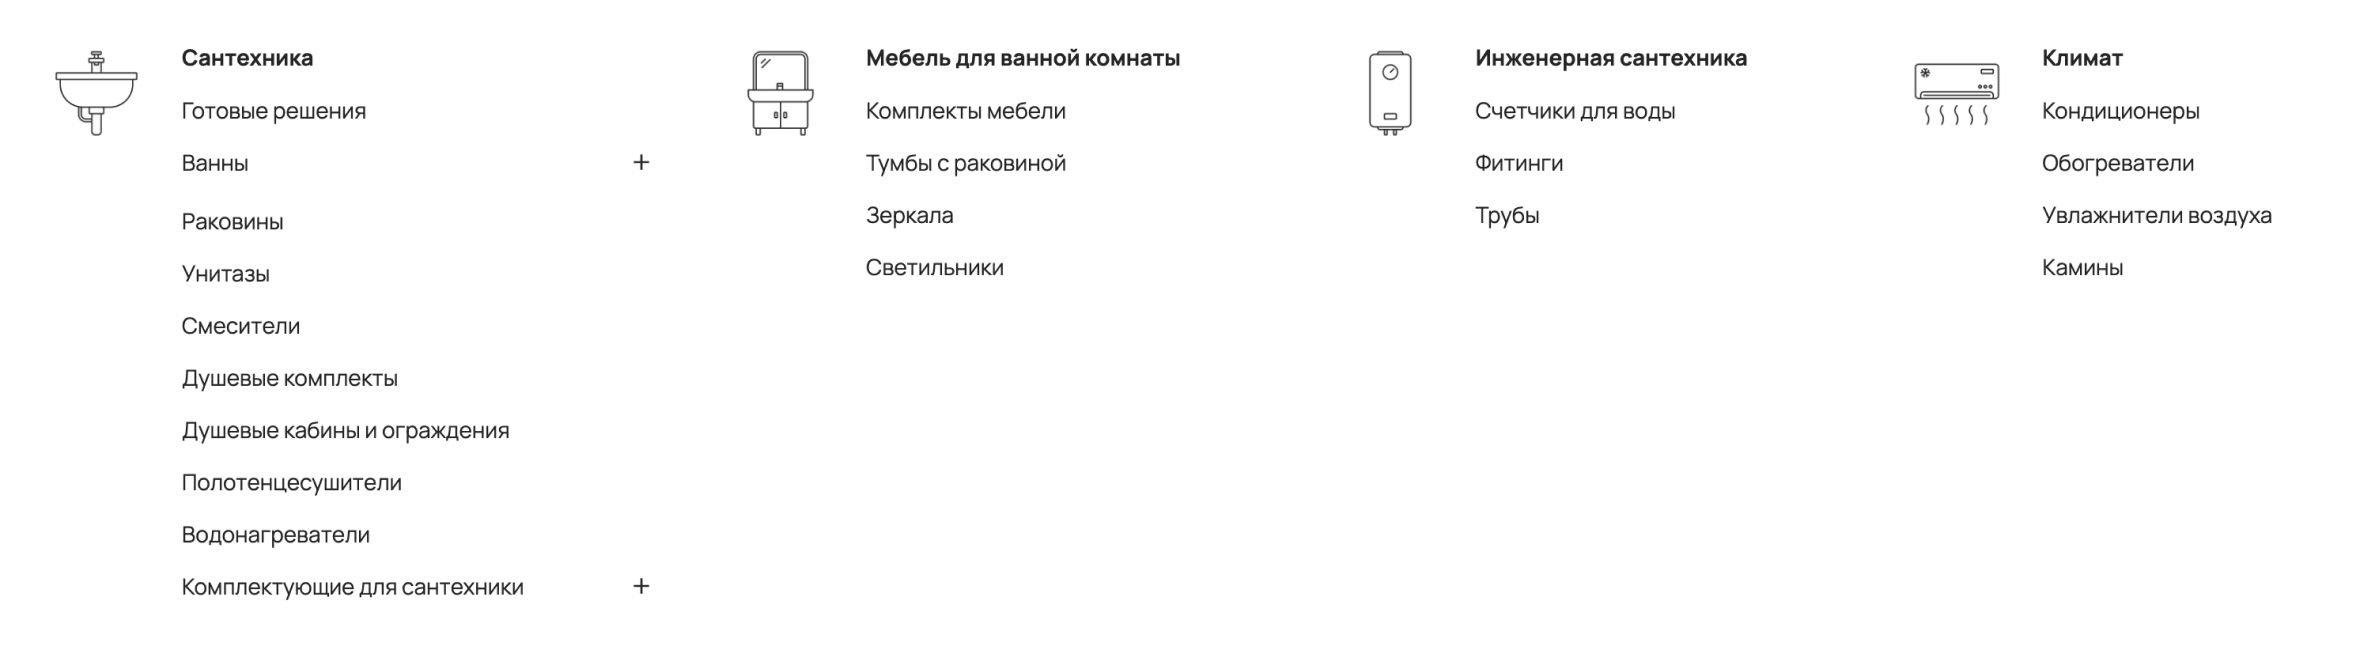 Сантехника
Готовые решения
Ванны +
Раковины
Унитазы
Смесители
Душевые комплекты
Душевые кабины и ограждения
Полотенцесушители
Водонагреватели
Комплектующие для сантехники +
Мебель для ванной комнаты
Комплекты мебели
Тумбы с раковиной
Зеркала
Светильники
Инженерная сантехника
Счетчики для воды
Фитинги
Трубы
Климат
Кондиционеры
Обогреватели
Увлажнители воздуха
Камины